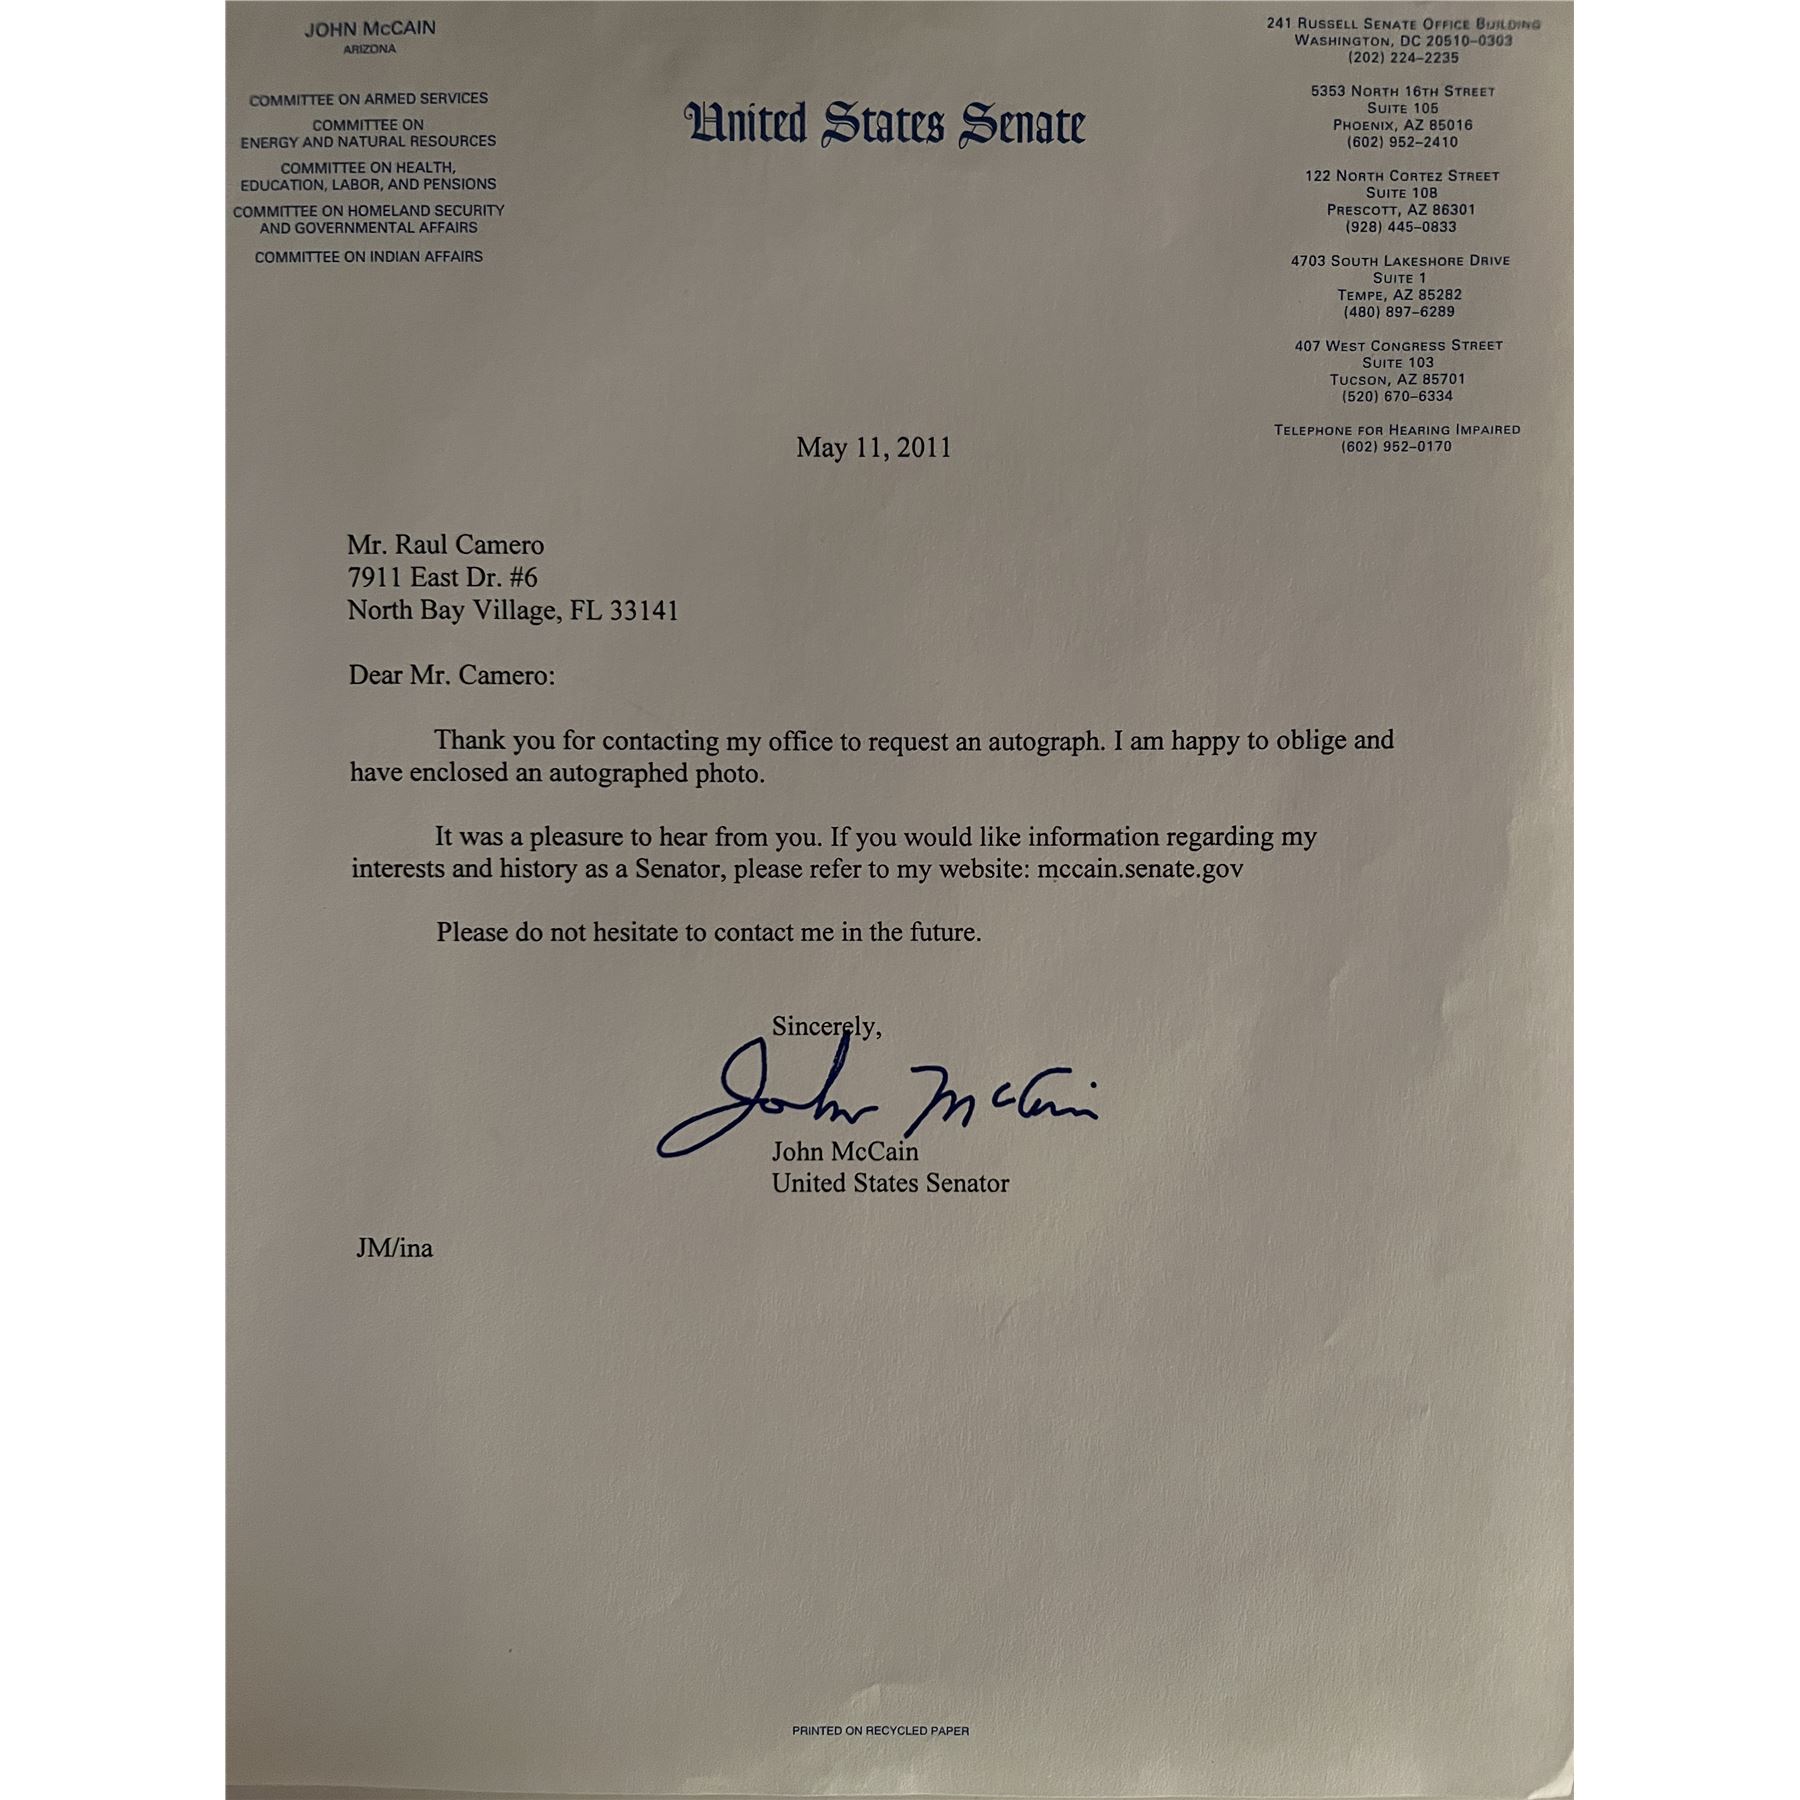 JOHN McCAIN
ARIZONA
COMMITTEE ON ARMED SERVICES
COMMITTEE ON
ENERGY AND NATURAL RESOURCES
COMMITTEE ON HEALTH,
EDUCATION, LABOR, AND PENSIONS
COMMITTEE ON HOMELAND SECURITY
AND GOVERNMENTAL AFFAIRS
COMMITTEE ON INDIAN AFFAIRS
United States Senate
241 RUSSELL SENATE OFFICE BUILDING
WASHINGTON, DC 20510–0303
(202) 224–2235
5353 NORTH 16TH STREET
SUITE 105
PHOENIX, AZ 85016
(602) 952–2410
122 NORTH CORTEZ STREET
SUITE 108
PRESCOTT, AZ 86301
(928) 445–0833
4703 SOUTH LAKESHORE DRIVE
SUITE 1
TEMPE, AZ 85282
(480) 897–6289
407 WEST CONGRESS STREET
SUITE 103
TUCSON, AZ 85701
(520) 670–6334
TELEPHONE FOR HEARING IMPAIRED
(602) 952–0170
May 11, 2011
Mr. Raul Camero
7911 East Dr. #6
North Bay Village, FL 33141
Dear Mr. Camero:
Thank you for contacting my office to request an autograph. I am happy to oblige and
have enclosed an autographed photo.
It was a pleasure to hear from you. If you would like information regarding my
interests and history as a Senator, please refer to my website: mccain.senate.gov
Please do not hesitate to contact me in the future.
Sincerely,
John McCain
John McCain
United States Senator
JM/ina
PRINTED ON RECYCLED PAPER